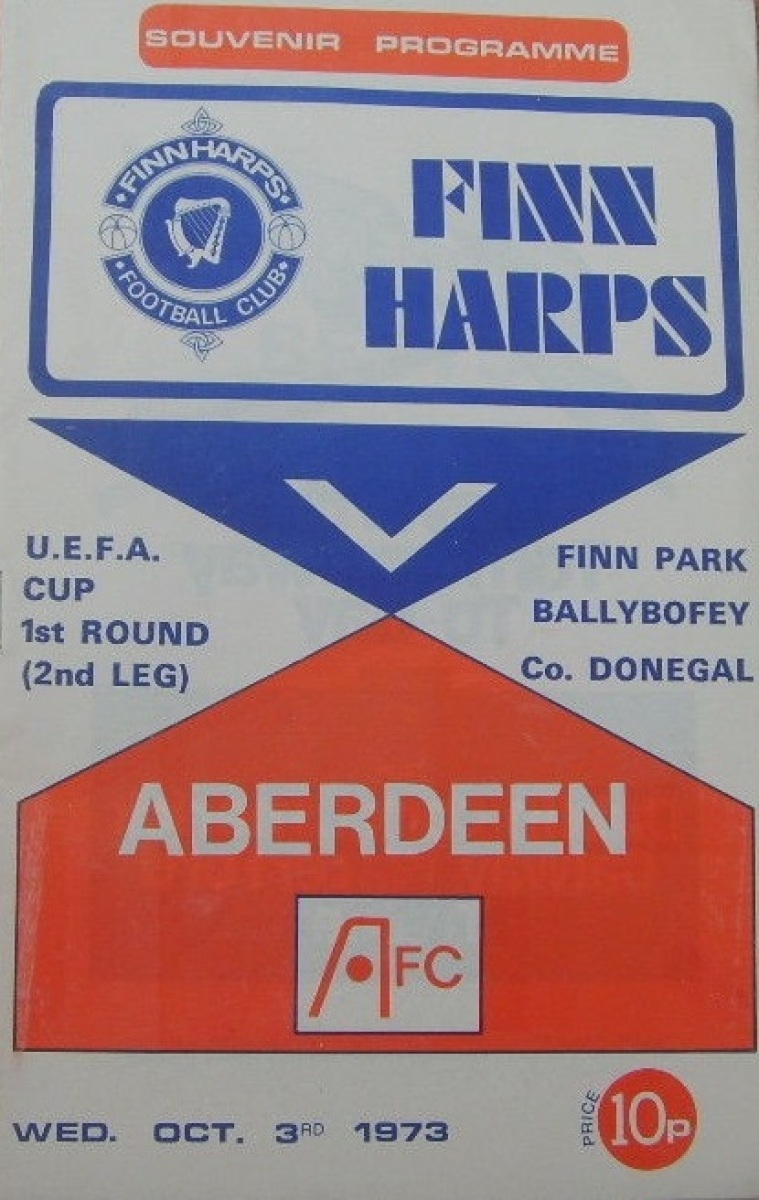 SOUVENIR PROGRAMME
FINN HARPS
FOOTBALL CLUB
FINN
HARPS
V
U.E.F.A.
CUP
1st ROUND
(2nd LEG)
FINN PARK
BALLYBOFEY
Co. DONEGAL
ABERDEEN
AFC
WED. OCT. 3RD 1973
PRICE 10p